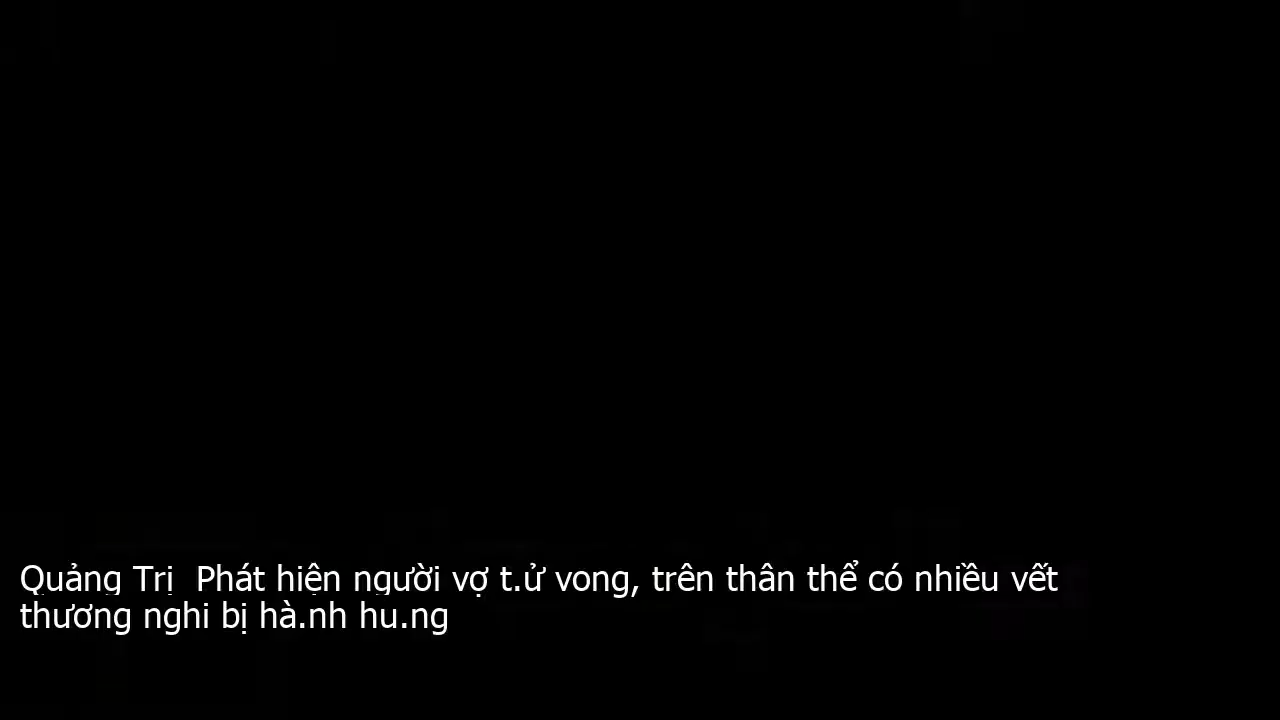 Quảng Trị  Phát hiện người vợ t.ử vong, trên thân thể có nhiều vết
thương nghi bị hà.nh hu.ng